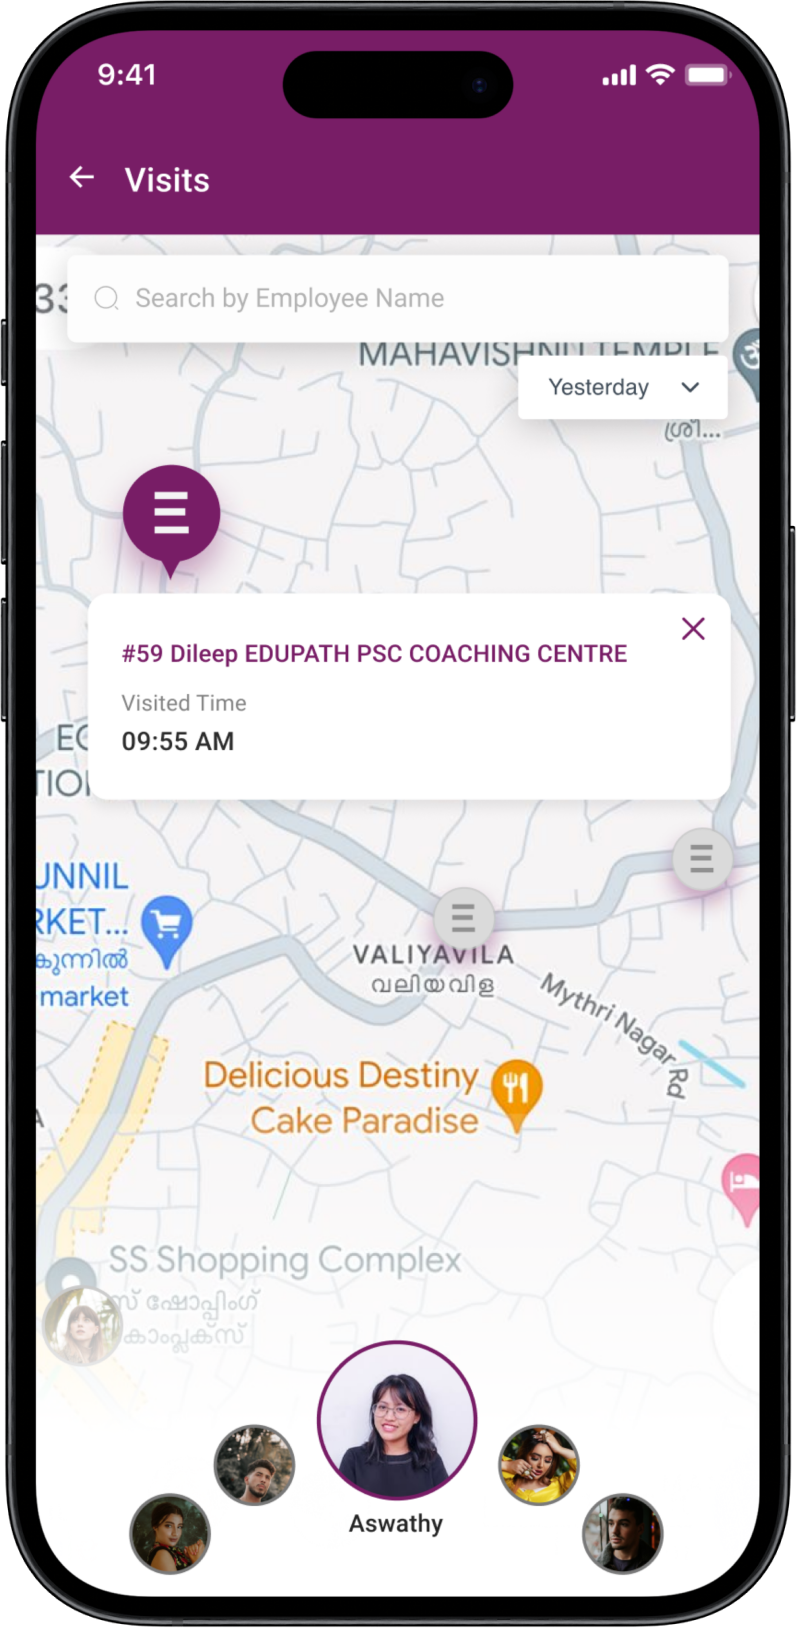 9:41
Visits
33
Search by Employee Name
MAHAVISHNU TEMPLE
Yesterday
ശ്രീ...
#59 Dileep EDUPATH PSC COACHING CENTRE
Visited Time
09:55 AM
UNNIL
RKET...
കുന്നിൽ
market
VALIYAVILA
വലിയവിള
Mythri Nagar Rd
Delicious Destiny
Cake Paradise
SS Shopping Complex
സ് ഷോപ്പിംഗ്
കാംപ്ലക്സ്
Aswathy